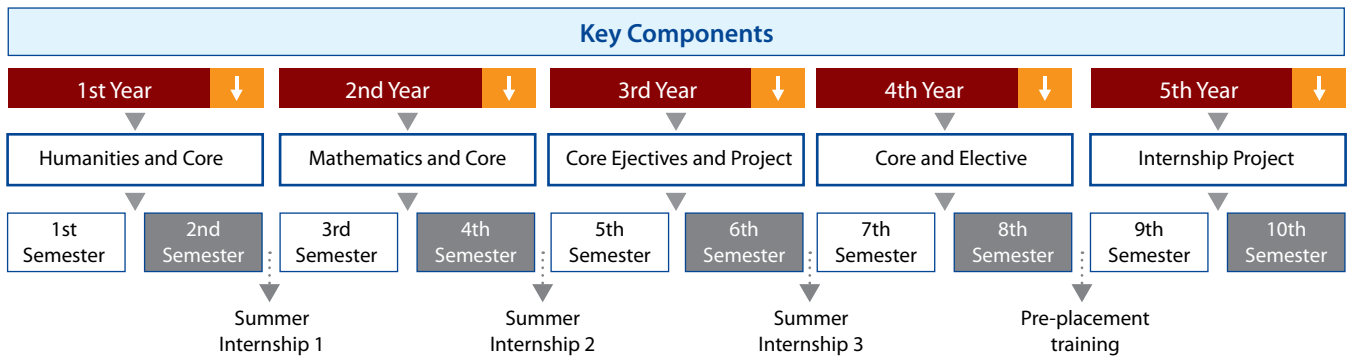 Key Components
1st Year
2nd Year
3rd Year
4th Year
5th Year
Humanities and Core
Mathematics and Core
Core Ejectives and Project
Core and Elective
Internship Project
1st
Semester
2nd
Semester
3rd
Semester
4th
Semester
5th
Semester
6th
Semester
7th
Semester
8th
Semester
9th
Semester
10th
Semester
Summer
Internship 1
Summer
Internship 2
Summer
Internship 3
Pre-placement
training